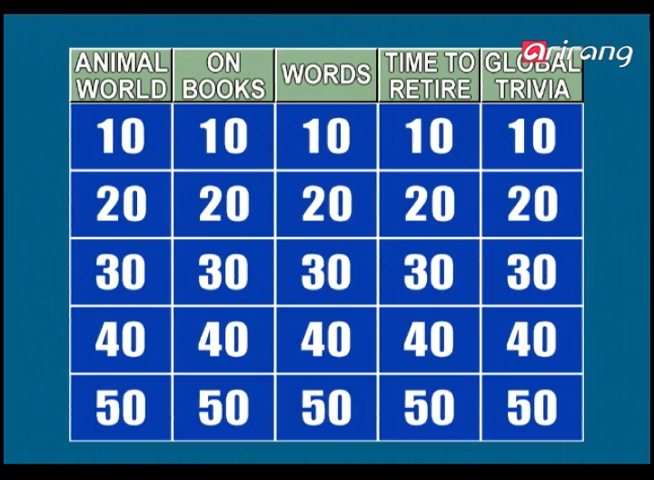 arirang
ANIMAL WORLD
ON BOOKS
WORDS
TIME TO RETIRE
GLOBAL TRIVIA
10 10 10 10 10
20 20 20 20 20
30 30 30 30 30
40 40 40 40 40
50 50 50 50 50